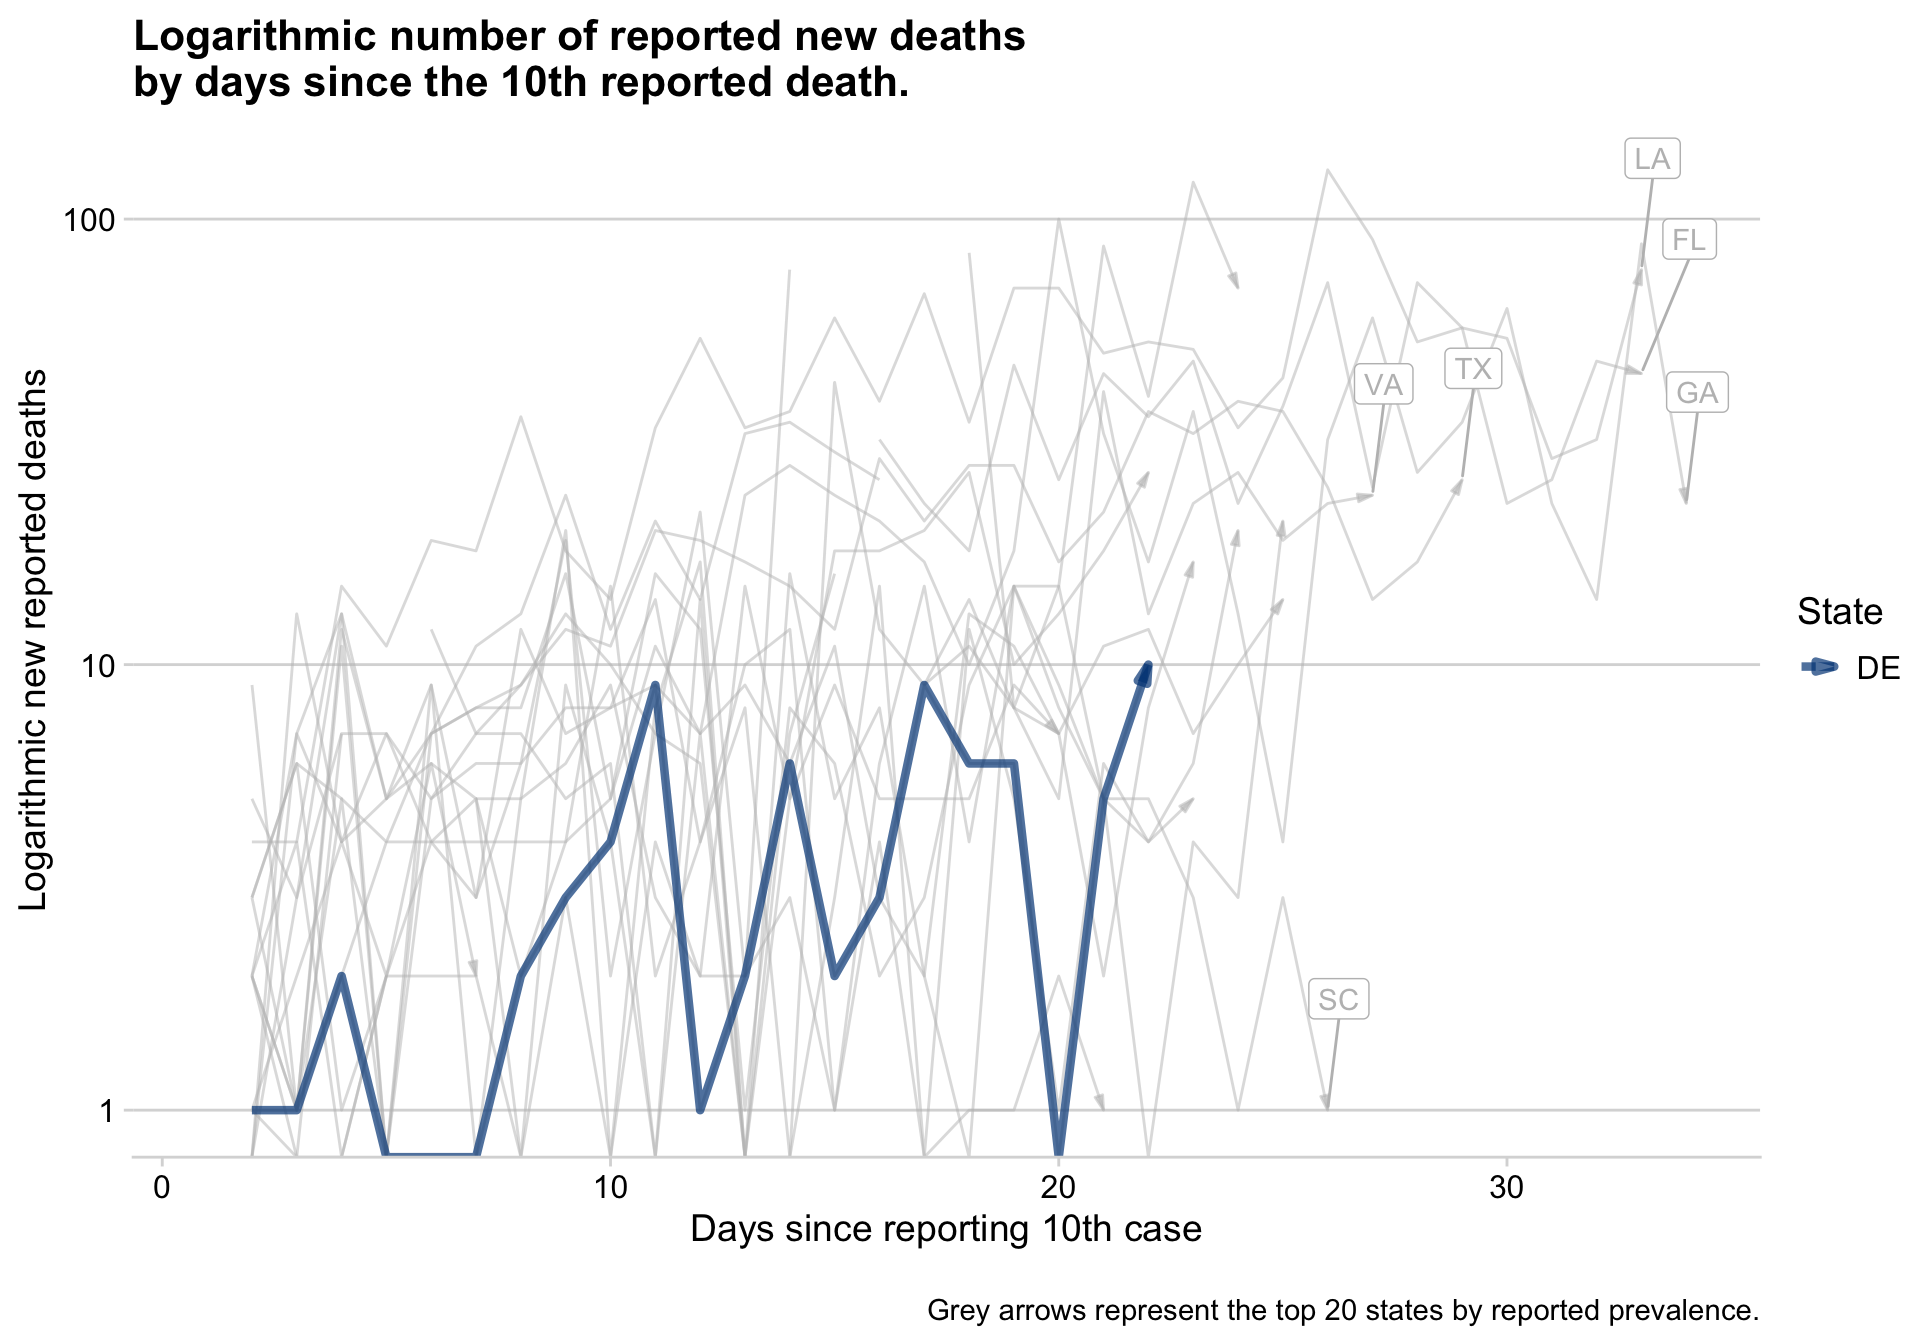 Logarithmic number of reported new deaths
by days since the 10th reported death.
LA
100
FL
TX
VA
GA
Logarithmic new reported deaths
State
10
DE
SC
1
0
10
20
30
Days since reporting 10th case
Grey arrows represent the top 20 states by reported prevalence.